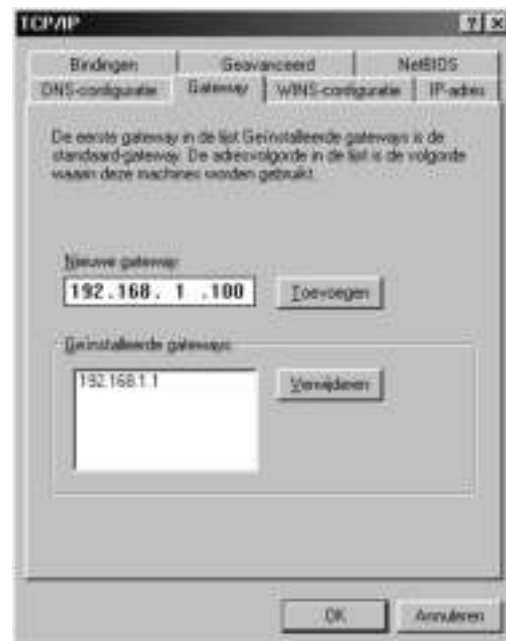 TCP/IP
Bindingen Geavanceerd NetBIOS
DNS-configuratie Gateway WINS-configuratie IP-adres
De eerste gateway in de lijst Geïnstalleerde gateways is de
standaard-gateway. De adresvolgorde in de lijst is de volgorde
waarin deze machines worden gebruikt.
Nieuwe gateway:
192.168. 1 .100 Toevoegen
Geïnstalleerde gateways:
192.168.1.1 Verwijderen
OK Annuleren